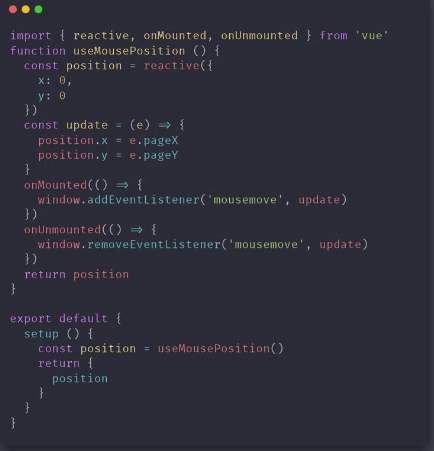 import { reactive, onMounted, onUnmounted } from 'vue'
function useMousePosition () {
  const position = reactive({
    x: 0,
    y: 0
  })
  const update = (e) => {
    position.x = e.pageX
    position.y = e.pageY
  }
  onMounted(() => {
    window.addEventListener('mousemove', update)
  })
  onUnmounted(() => {
    window.removeEventListener('mousemove', update)
  })
  return position
}

export default {
  setup () {
    const position = useMousePosition()
    return {
      position
    }
  }
}